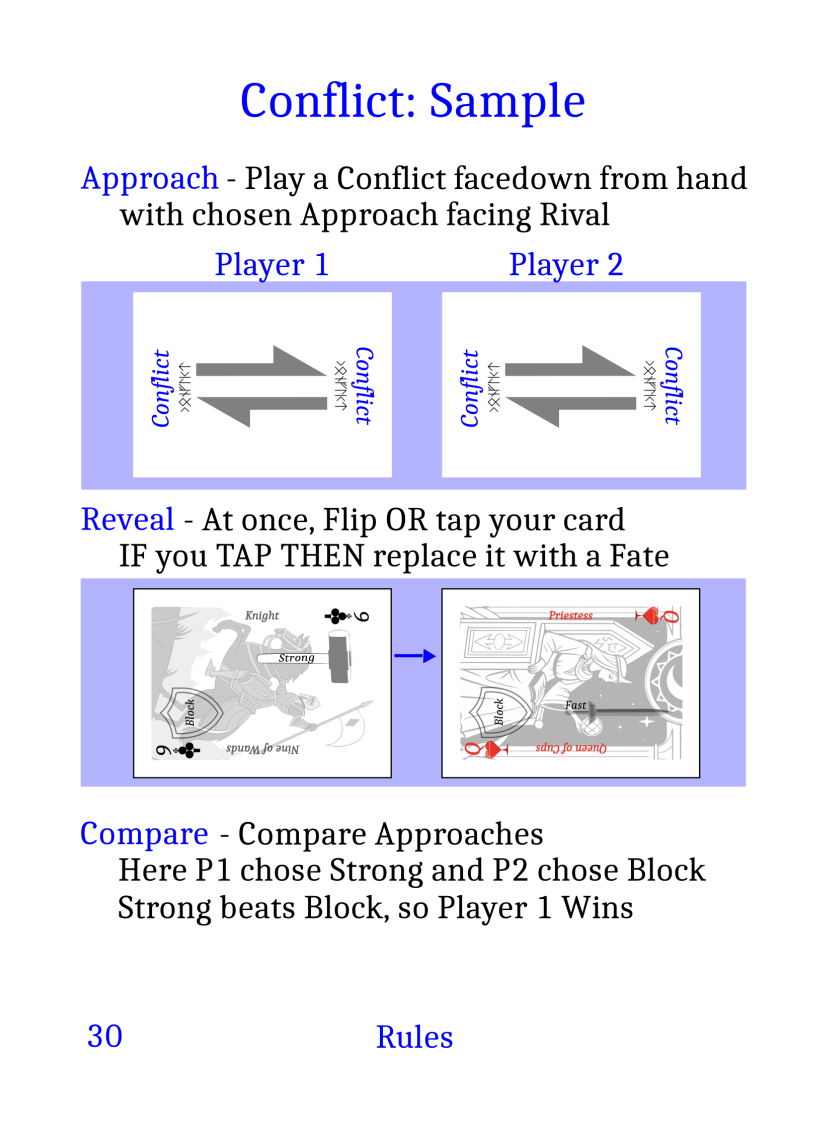 Conflict: Sample
Approach - Play a Conflict facedown from hand
with chosen Approach facing Rival
Player 1
Player 2
Conflict
Conflict
Conflict
Conflict
Reveal - At once, Flip OR tap your card
IF you TAP THEN replace it with a Fate
Knight
9
Strong
Block
9
Nine of Wands
Priestess
Q
Block
Fast
Q
Queen of Cups
Compare - Compare Approaches
Here P1 chose Strong and P2 chose Block
Strong beats Block, so Player 1 Wins
30
Rules